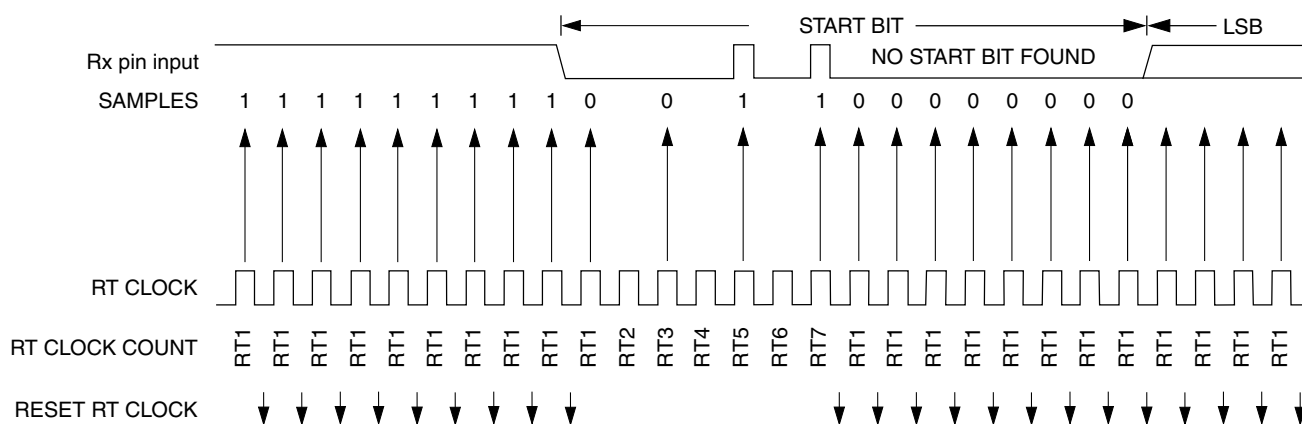 START BIT
LSB
Rx pin input
NO START BIT FOUND
SAMPLES 1 1 1 1 1 1 1 1 1 0 0 1 1 0 0 0 0 0 0 0 0
RT CLOCK
RT CLOCK COUNT RT1 RT1 RT1 RT1 RT1 RT1 RT1 RT1 RT1 RT1 RT2 RT3 RT4 RT5 RT6 RT7 RT1 RT1 RT1 RT1 RT1 RT1 RT1 RT1 RT1 RT1 RT1 RT1
RESET RT CLOCK